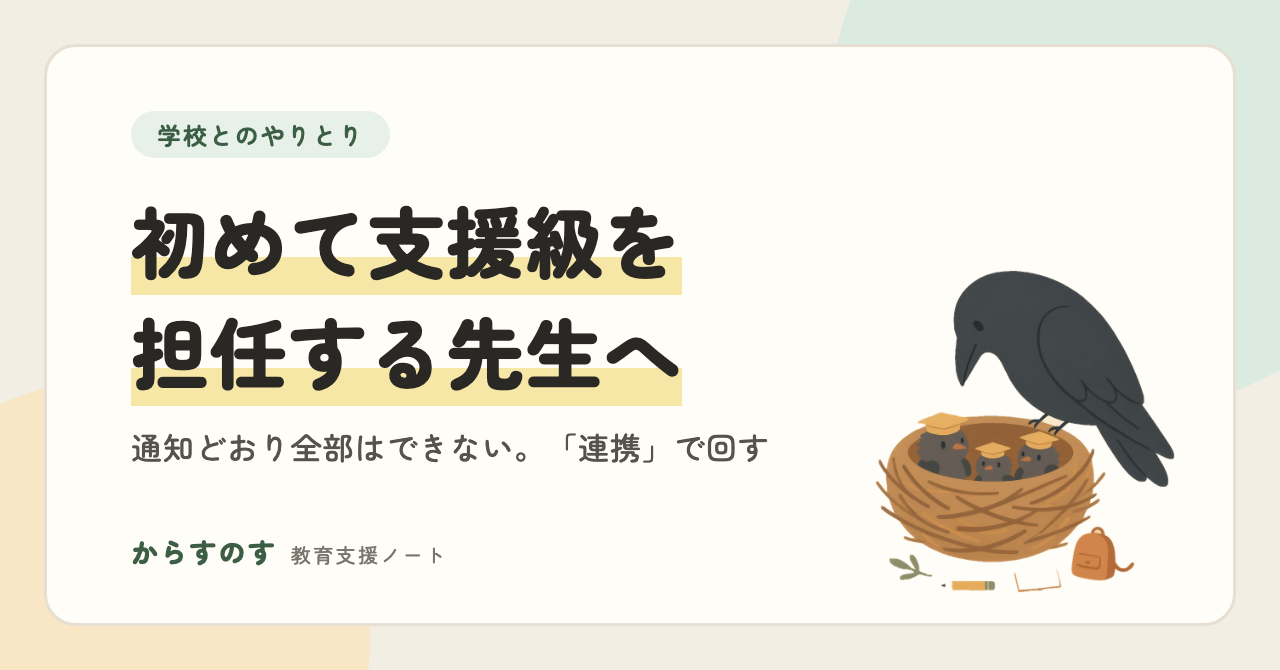 学校とのやりとり
初めて支援級を
担任する先生へ
通知どおり全部はできない。「連携」で回す
からすのす 教育支援ノート